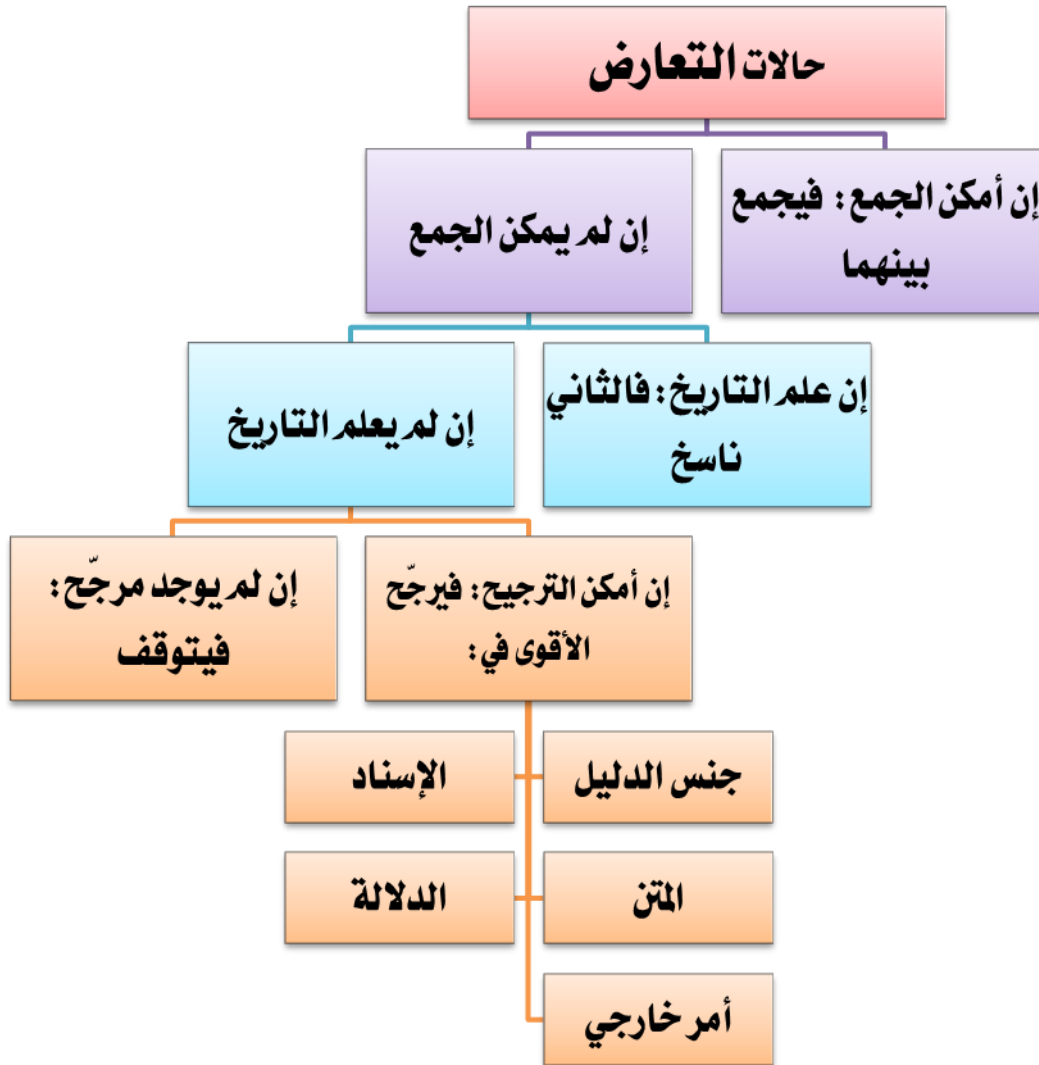 حالات التعارض
إن أمكن الجمع: فيجمع
بينهما
إن لم يمكن الجمع
إن علم التاريخ: فالثاني
ناسخ
إن لم يعلم التاريخ
إن أمكن الترجيح: فيرجّح
الأقوى في:
إن لم يوجد مرجّح:
فيتوقف
جنس الدليل
الإسناد
المتن
الدلالة
أمر خارجي